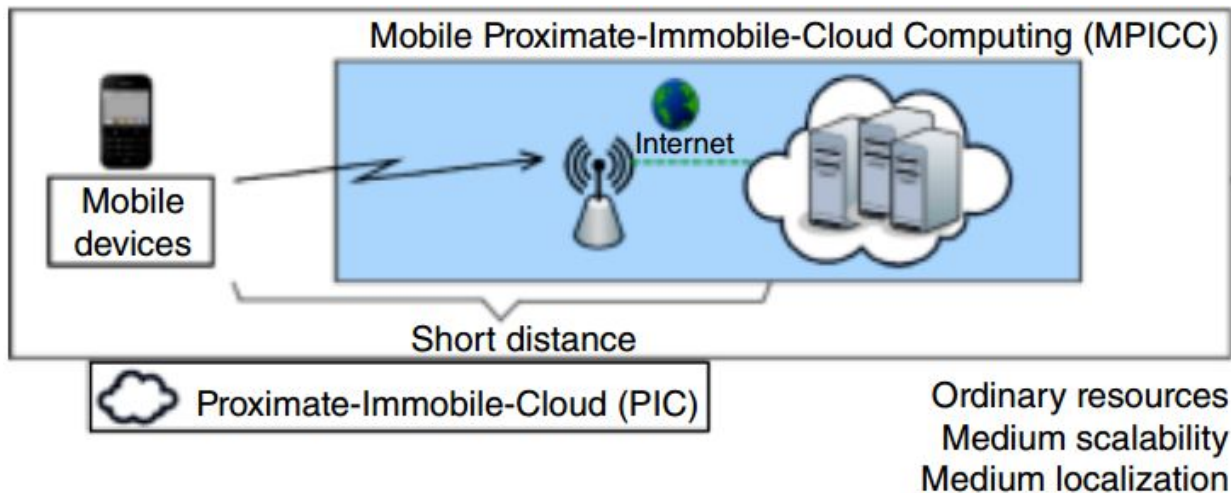 Mobile Proximate-Immobile-Cloud Computing (MPICC)
Internet
Mobile
devices
Short distance
Proximate-Immobile-Cloud (PIC)
Ordinary resources
Medium scalability
Medium localization